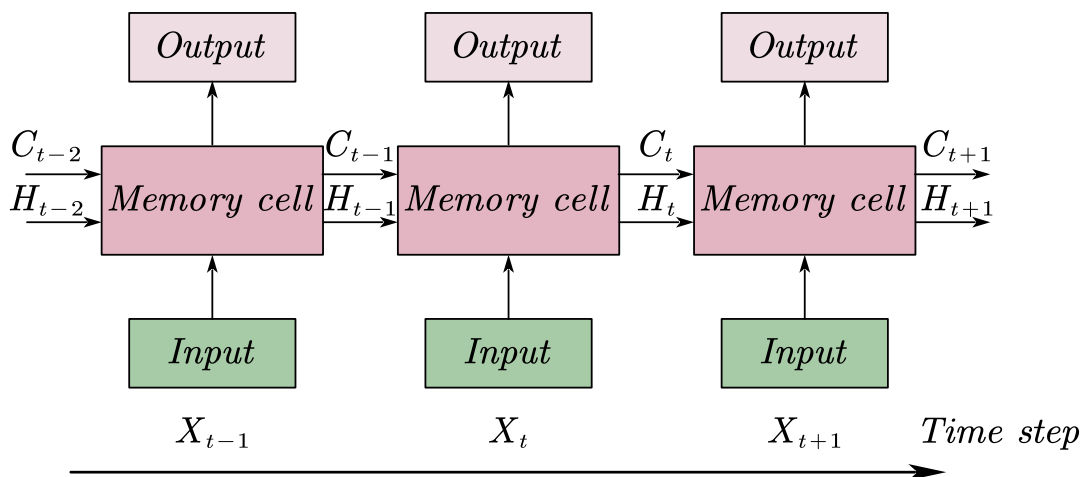 Output Output Output
C_{t-2} C_{t-1} C_t C_{t+1}
H_{t-2} Memory cell H_{t-1} Memory cell H_t Memory cell H_{t+1}
Input Input Input
X_{t-1} X_t X_{t+1} Time step